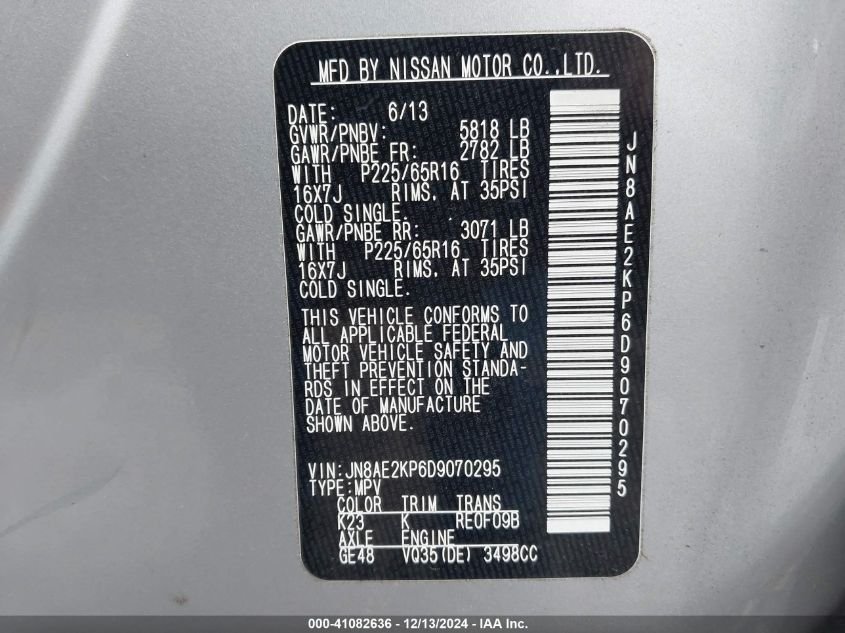 MFD BY NISSAN MOTOR CO.,LTD.
DATE: 6/13
GVWR/PNBV: 5818 LB
GAWR/PNBE FR: 2782 LB
WITH P225/65R16 TIRES
16X7J RIMS, AT 35PSI
COLD SINGLE.
GAWR/PNBE RR: 3071 LB
WITH P225/65R16 TIRES
16X7J RIMS, AT 35PSI
COLD SINGLE.
THIS VEHICLE CONFORMS TO
ALL APPLICABLE FEDERAL
MOTOR VEHICLE SAFETY AND
THEFT PREVENTION STANDA-
RDS IN EFFECT ON THE
DATE OF MANUFACTURE
SHOWN ABOVE.
VIN:JN8AE2KP6D9070295
TYPE:MPV
COLOR TRIM TRANS
K23 K RE0F09B
AXLE ENGINE
GE48 VQ35(DE) 3498CC
JN8AE2KP6D9070295
000-41082636 - 12/13/2024 - IAA Inc.